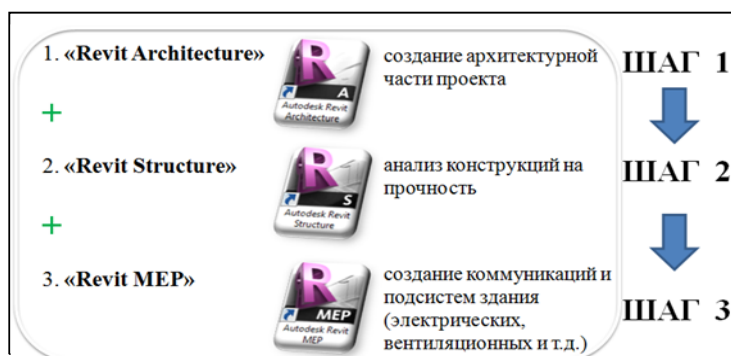 1. «Revit Architecture»
создание архитектурной
части проекта
ШАГ 1
A
Autodesk Revit
Architecture
+
2. «Revit Structure»
анализ конструкций на
прочность
ШАГ 2
S
Autodesk Revit
Structure
+
3. «Revit MEP»
создание коммуникаций и
подсистем здания
(электрических,
вентиляционных и т.д.)
ШАГ 3
MEP
Autodesk Revit
MEP